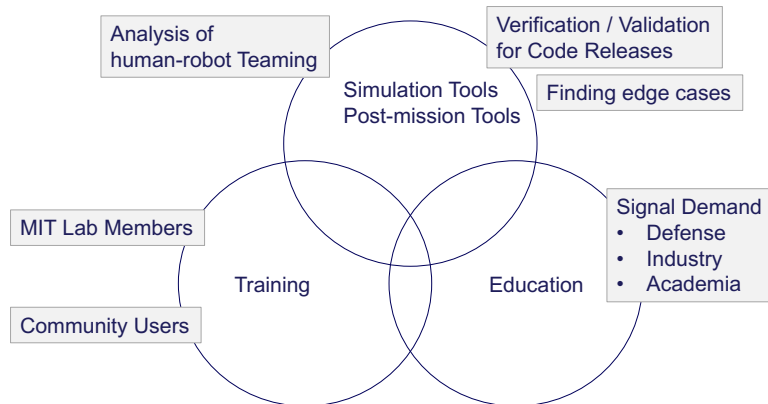 Analysis of
human-robot Teaming
Verification / Validation
for Code Releases
Simulation Tools
Post-mission Tools
Finding edge cases
MIT Lab Members
Community Users
Training
Education
Signal Demand
• Defense
• Industry
• Academia